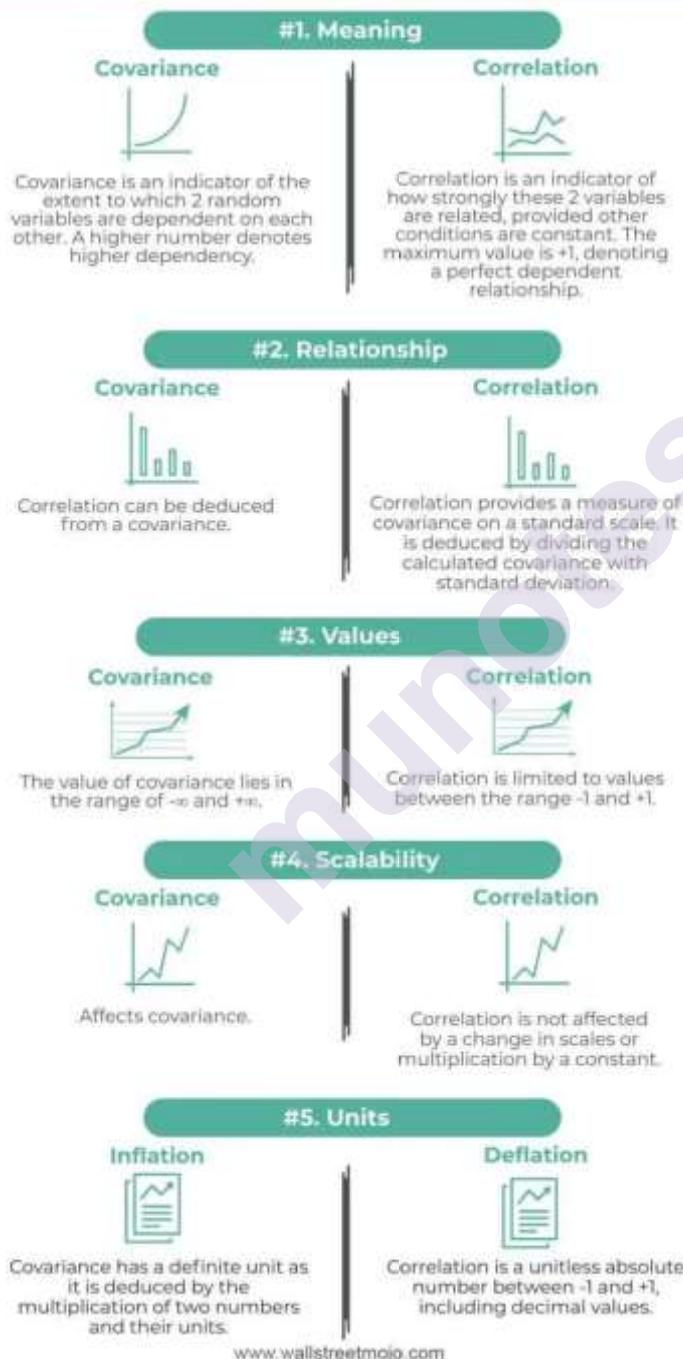 #1. Meaning
Covariance
Covariance is an indicator of the
extent to which 2 random
variables are dependent on each
other. A higher number denotes
higher dependency.
Correlation
Correlation is an indicator of
how strongly these 2 variables
are related, provided other
conditions are constant. The
maximum value is +1, denoting
a perfect dependent
relationship.
#2. Relationship
Covariance
Correlation can be deduced
from a covariance.
Correlation
Correlation provides a measure of
covariance on a standard scale. It
is deduced by dividing the
calculated covariance with
standard deviation.
#3. Values
Covariance
The value of covariance lies in
the range of -∞ and +∞.
Correlation
Correlation is limited to values
between the range -1 and +1.
#4. Scalability
Covariance
Affects covariance.
Correlation
Correlation is not affected
by a change in scales or
multiplication by a constant.
#5. Units
Inflation
Covariance has a definite unit as
it is deduced by the
multiplication of two numbers
and their units.
Deflation
Correlation is a unitless absolute
number between -1 and +1,
including decimal values.
www.wallstreetmojo.com
munotes